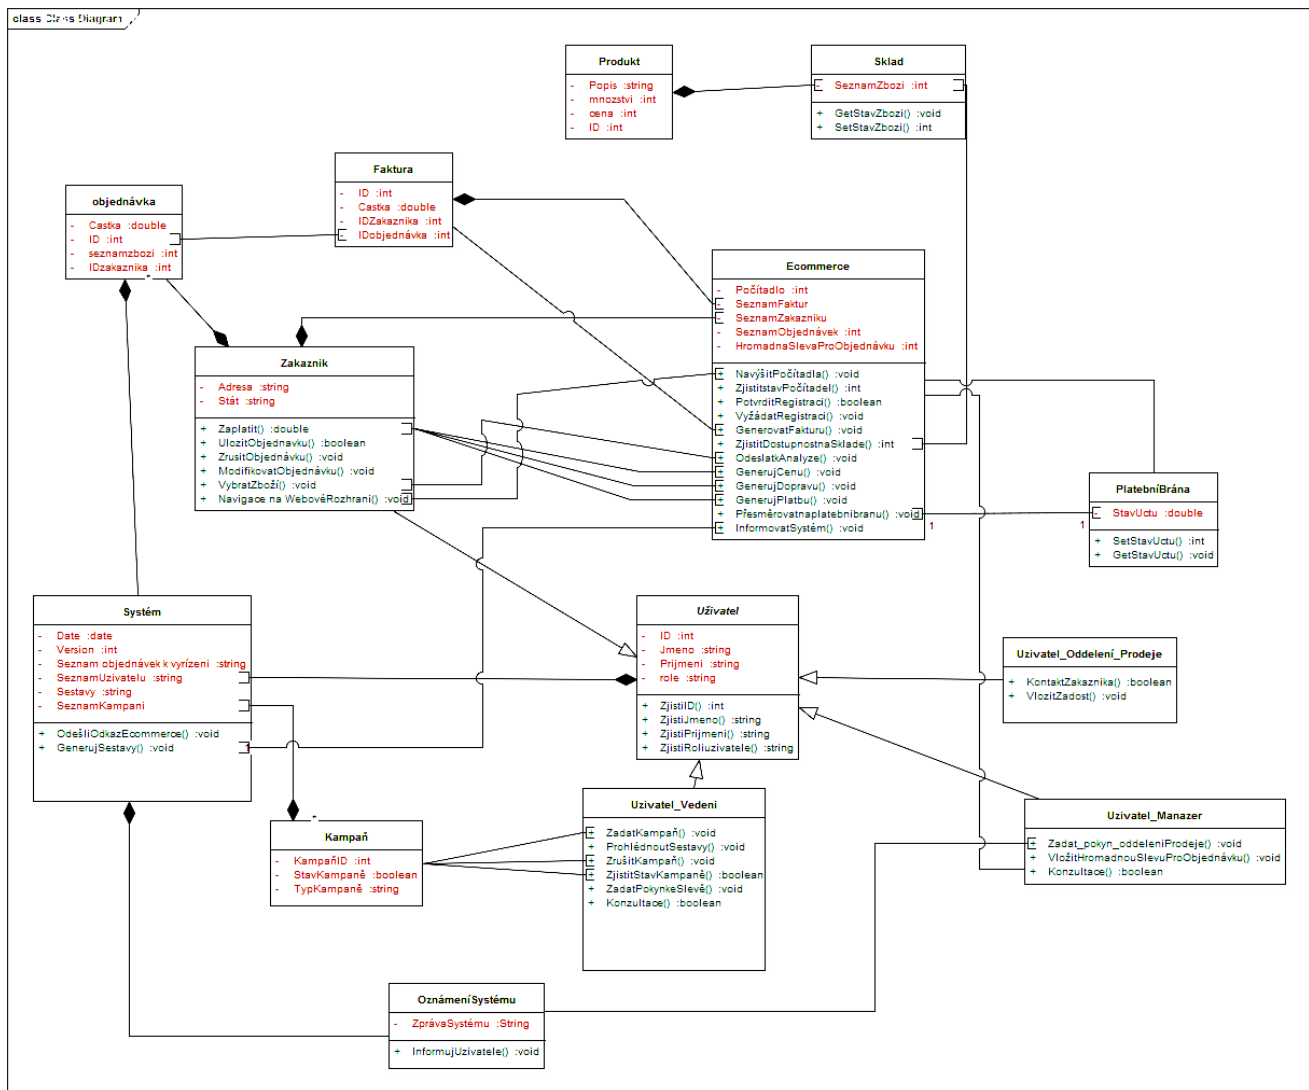 class Class Diagram
Produkt
- Popis :string
- mnozstvi :int
- cena :int
- ID :int
Sklad
- SeznamZbozi :int
+ GetStavZbozi() :void
+ SetStavZbozi() :int
Faktura
- ID :int
- Castka :double
- IDZakaznika :int
- IDobjednávka :int
objednávka
- Castka :double
- ID :int
- seznamzbozi :int
- IDzakaznika :int
*
Ecommerce
- Počítadlo :int
- SeznamFaktur
- SeznamZakazniku
- SeznamObjednávek :int
- HromadnaSlevaProObjednávku :int
+ NavýšitPočítadla() :void
+ ZjistitstavPočítadel() :int
+ PotvrditRegistraci() :boolean
+ VyžádatRegistraci() :void
+ GenerovatFakturu() :void
+ ZjistitDostupnostnaSklade() :int
+ OdeslatkAnalyze() :void
+ GenerujCenu() :void
+ GenerujDopravu() :void
+ GenerujPlatbu() :void
+ Přesměrovatnaplatebnibranu() :void
+ InformovatSystém() :void
1
1
Zakaznik
- Adresa :string
- Stát :string
+ Zaplatit() :double
+ UlozitObjednavku() :boolean
+ ZrusitObjednávku() :void
+ ModifikovatObjednávku() :void
+ VybratZboží() :void
+ Navigace na WebovéRozhrani() :void
PlatebníBrána
- StavUctu :double
+ SetStavUctu() :int
+ GetStavUctu() :void
Systém
- Date :date
- Version :int
- Seznam objednávek k vyrízeni :string
- SeznamUzivatelu :string
- Sestavy :string
- SeznamKampani
+ OdešliOdkazEcommerce() :void
+ GenerujSestavy() :void
1
Uživatel
- ID :int
- Jmeno :string
- Prijmeni :string
- role :string
+ ZjistiID() :int
+ ZjistiJmeno() :string
+ ZjistiPrijmeni() :string
+ ZjistiRoliuzivatele() :string
Uzivatel_Oddelení_Prodeje
+ KontaktZakaznika() :boolean
+ VlozitZadost() :void
Uzivatel_Vedeni
+ ZadatKampaň() :void
+ ProhlédnoutSestavy() :void
+ ZrušitKampaň() :void
+ ZjistitStavKampaně() :boolean
+ ZadatPokynkeSlevě() :void
+ Konzultace() :boolean
Uzivatel_Manazer
+ Zadat_pokyn_oddeleniProdeje() :void
+ VložitHromadnouSlevuProObjednávku() :void
+ Konzultace() :boolean
*
Kampaň
- KampaňID :int
- StavKampaně :boolean
- TypKampaně :string
OznámeníSystému
- ZprávaSystému :String
+ InformujUzivatele() :void